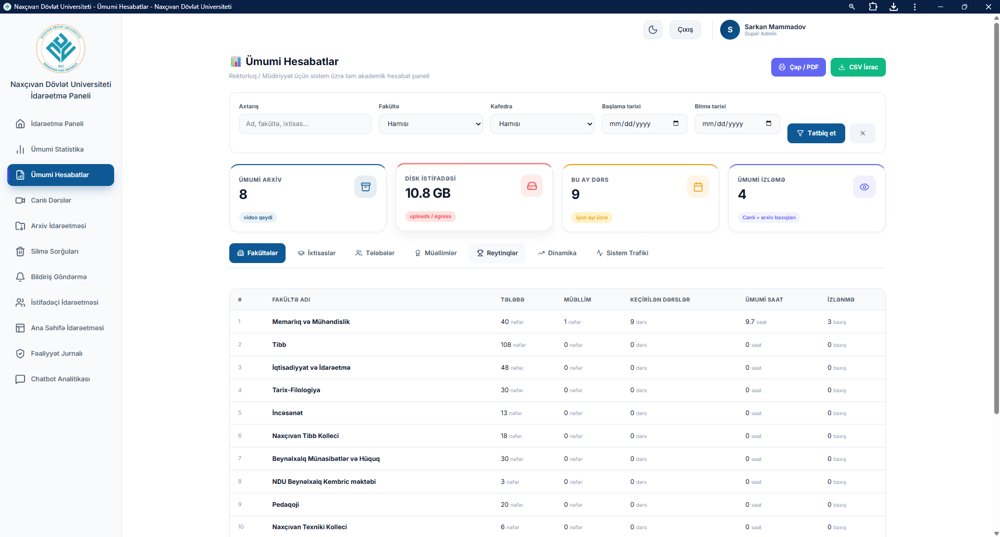 Naxçıvan Dövlət Universiteti - Ümumi Hesabatlar - Naxçıvan Dövlət Universiteti
NAXÇIVAN DÖVLƏT UNİVERSİTETİ
1967
NAKHCHIVAN STATE UNIVERSITY
Naxçıvan Dövlət Universiteti
İdarəetmə Paneli
İdarəetmə Paneli
Ümumi Statistika
Ümumi Hesabatlar
Canlı Dərslər
Arxiv İdarəetməsi
Silmə Sorğuları
Bildiriş Göndərmə
İstifadəçi İdarəetməsi
Ana Səhifə İdarəetməsi
Fəaliyyət Jurnalı
Chatbot Analitikası
Çıxış
S
Sarkan Mammadov
Super Admin
Ümumi Hesabatlar
Rektorluq / Müdiriyyət üçün sistem üzrə tam akademik hesabat paneli
Çap / PDF
CSV İxrac
Axtarış
Fakültə
Kafedra
Başlama tarixi
Bitmə tarixi
Ad, fakültə, ixtisas...
Hamısı
Hamısı
mm/dd/yyyy
mm/dd/yyyy
Tətbiq et
ÜMUMİ ARXİV
8
video qeydi
DİSK İSTİFADƏSİ
10.8 GB
uploads / egress
BU AY DƏRS
9
iyun ayı üzrə
ÜMUMİ İZLƏMƏ
4
Canlı + arxiv baxışları
Fakültələr
İxtisaslar
Tələbələr
Müəllimlər
Reytinqlər
Dinamika
Sistem Trafiki
# FAKÜLTƏ ADI TƏLƏBƏ MÜƏLLİM KEÇİRİLƏN DƏRSLƏR ÜMUMİ SAAT İZLƏNMƏ
1 Memarlıq və Mühəndislik 40 nəfər 1 nəfər 9 dərs 9.7 saat 3 baxış
2 Tibb 108 nəfər 0 nəfər 0 dərs 0 saat 0 baxış
3 İqtisadiyyat və İdarəetmə 48 nəfər 0 nəfər 0 dərs 0 saat 0 baxış
4 Tarix-Filologiya 30 nəfər 0 nəfər 0 dərs 0 saat 0 baxış
5 İncəsənət 13 nəfər 0 nəfər 0 dərs 0 saat 0 baxış
6 Naxçıvan Tibb Kolleci 18 nəfər 0 nəfər 0 dərs 0 saat 0 baxış
7 Beynəlxalq Münasibətlər və Hüquq 30 nəfər 0 nəfər 0 dərs 0 saat 0 baxış
8 NDU Beynəlxalq Kembric məktəbi 3 nəfər 0 nəfər 0 dərs 0 saat 0 baxış
9 Pedaqoji 20 nəfər 0 nəfər 0 dərs 0 saat 0 baxış
10 Naxçıvan Texniki Kolleci 6 nəfər 0 nəfər 0 dərs 0 saat 0 baxış